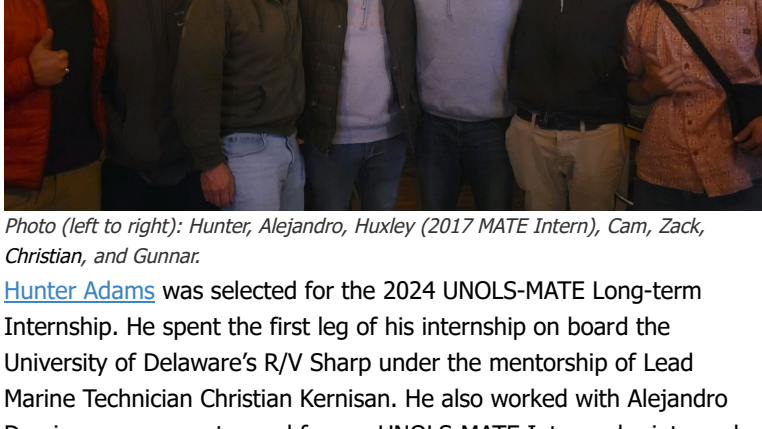 Photo (left to right): Hunter, Alejandro, Huxley (2017 MATE Intern), Cam, Zack,
Christian, and Gunnar.
Hunter Adams was selected for the 2024 UNOLS-MATE Long-term
Internship. He spent the first leg of his internship on board the
University of Delaware’s R/V Sharp under the mentorship of Lead
Marine Technician Christian Kernisan. He also worked with Alejandro